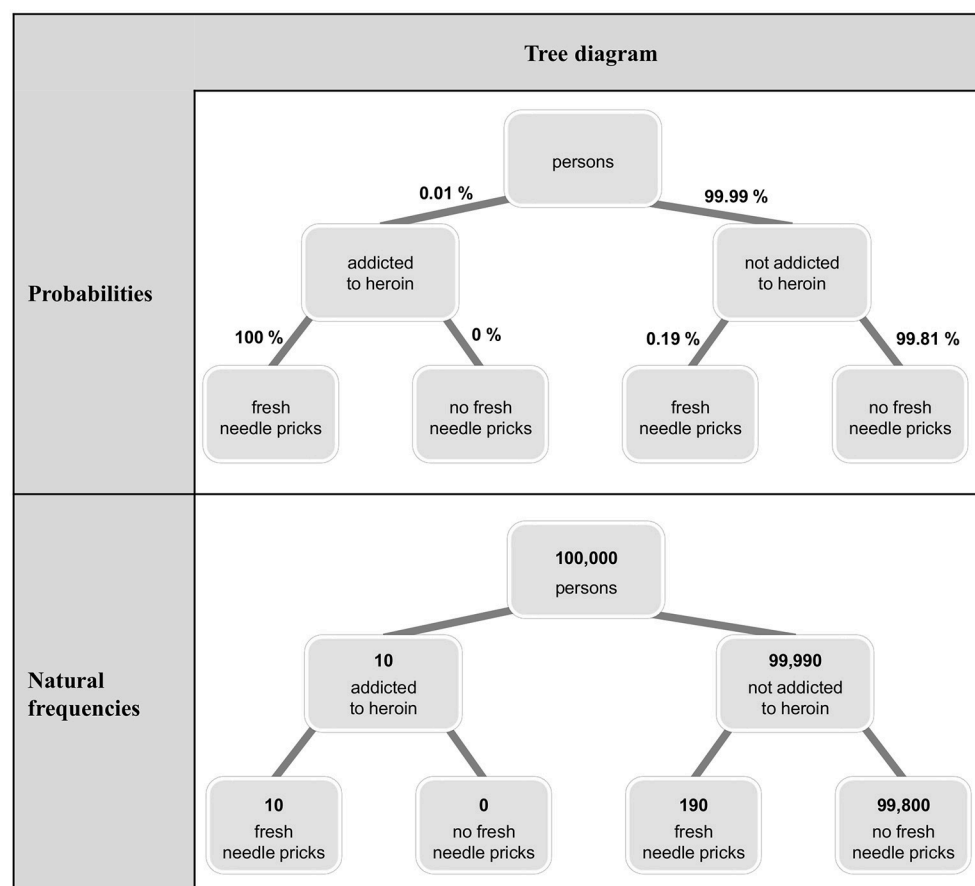 Tree diagram
Probabilities
persons
0.01 %
99.99 %
addicted
to heroin
not addicted
to heroin
100 %
0 %
0.19 %
99.81 %
fresh
needle pricks
no fresh
needle pricks
fresh
needle pricks
no fresh
needle pricks
Natural
frequencies
100,000
persons
10
addicted
to heroin
99,990
not addicted
to heroin
10
fresh
needle pricks
0
no fresh
needle pricks
190
fresh
needle pricks
99,800
no fresh
needle pricks